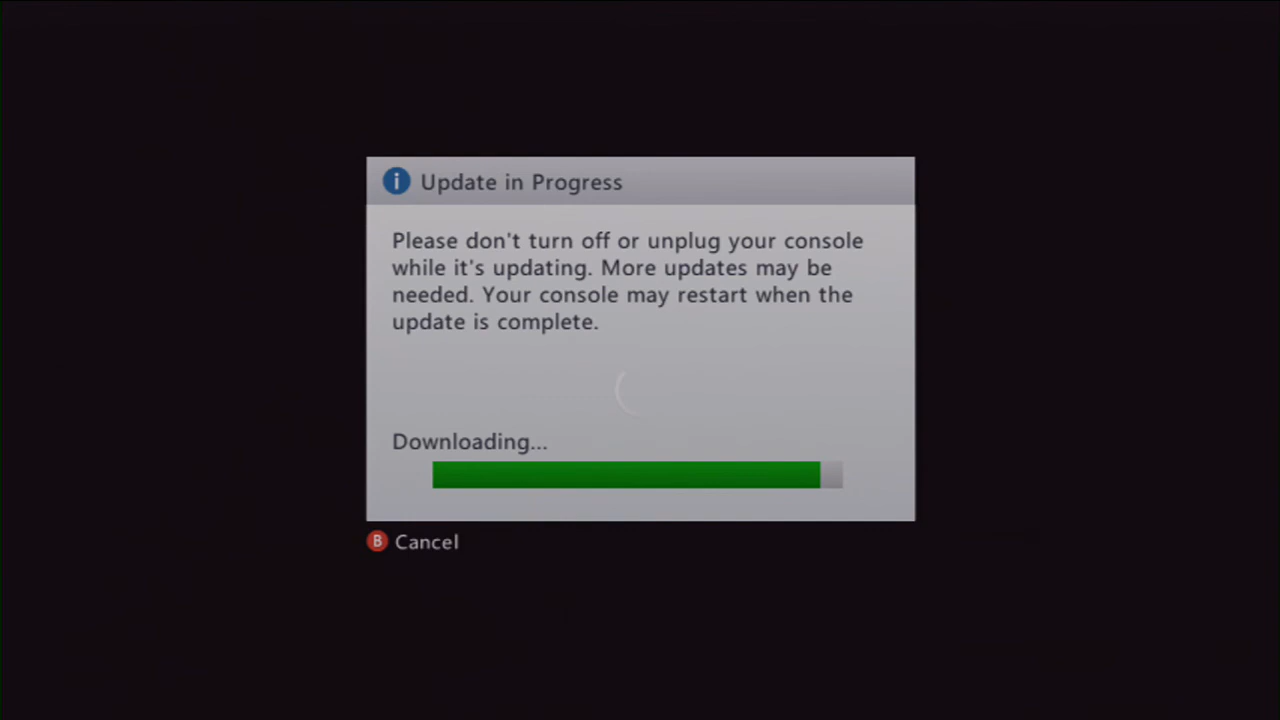 i Update in Progress
Please don't turn off or unplug your console
while it's updating. More updates may be
needed. Your console may restart when the
update is complete.
Downloading...
B Cancel